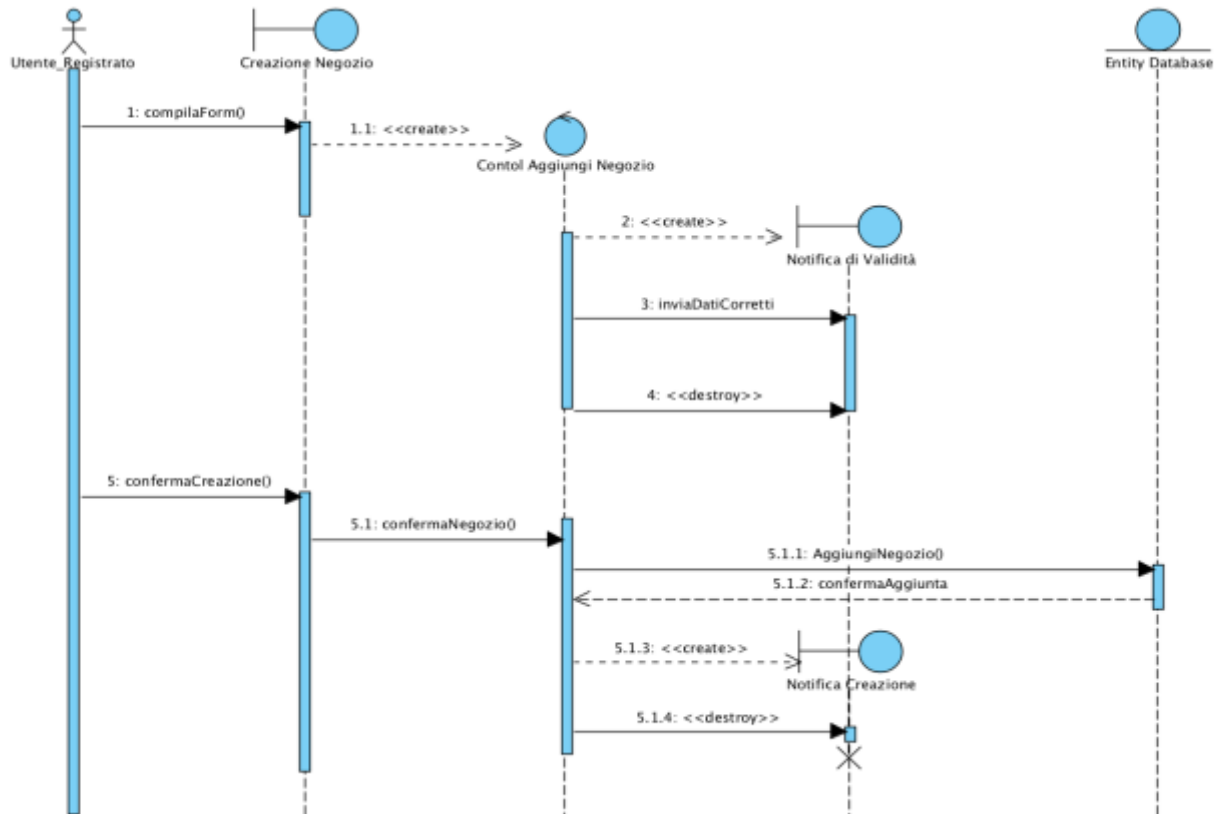 Utente_Registrato
Creazione Negozio
Entity Database
1: compilaForm()
1.1: <<create>>
Contol Aggiungi Negozio
2: <<create>>
Notifica di Validità
3: inviaDatiCorretti
4: <<destroy>>
5: confermaCreazione()
5.1: confermaNegozio()
5.1.1: AggiungiNegozio()
5.1.2: confermaAggiunta
5.1.3: <<create>>
Notifica Creazione
5.1.4: <<destroy>>